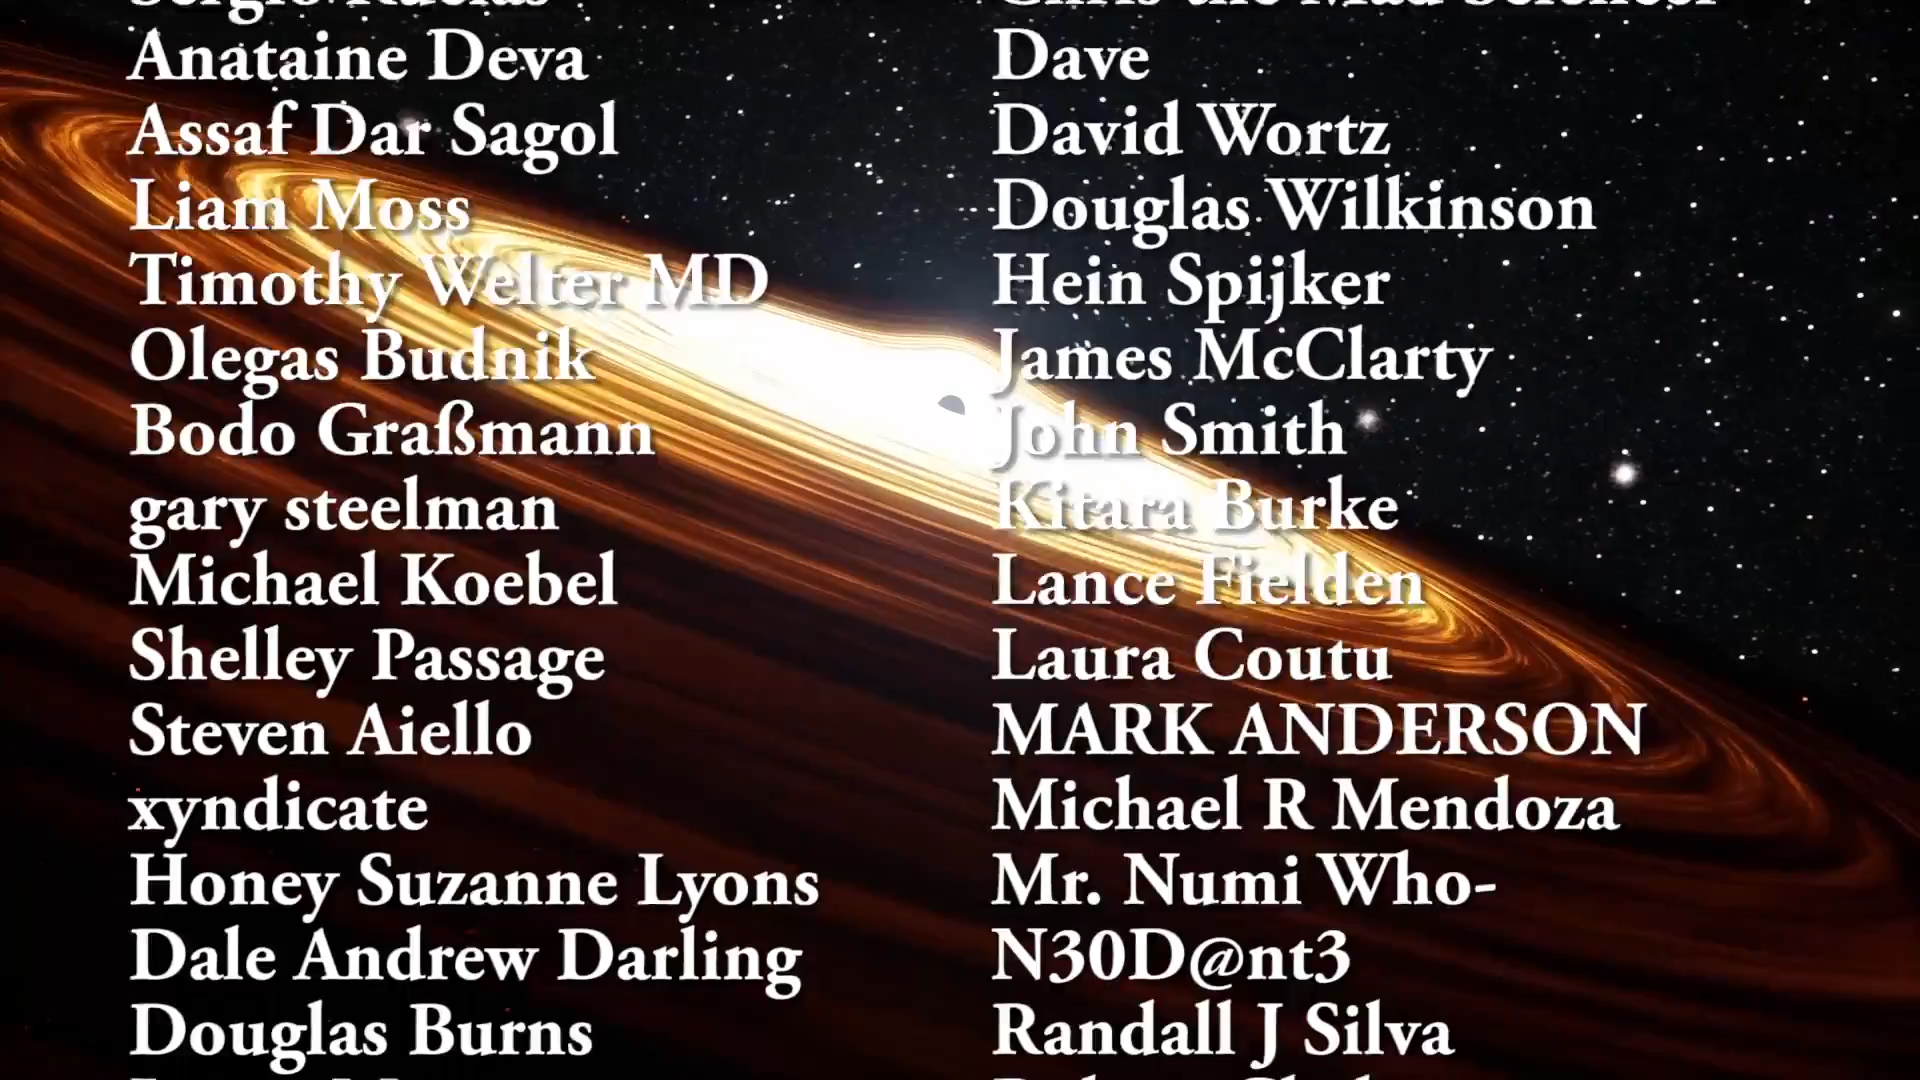 Anataine Deva
Assaf Dar Sagol
Liam Moss
Timothy Welter MD
Olegas Budnik
Bodo Graßmann
gary steelman
Michael Koebel
Shelley Passage
Steven Aiello
xyndicate
Honey Suzanne Lyons
Dale Andrew Darling
Douglas Burns
Dave
David Wortz
Douglas Wilkinson
Hein Spijker
James McClarty
John Smith
Kitara Burke
Lance Fielden
Laura Coutu
MARK ANDERSON
Michael R Mendoza
Mr. Numi Who-
N30D@nt3
Randall J Silva